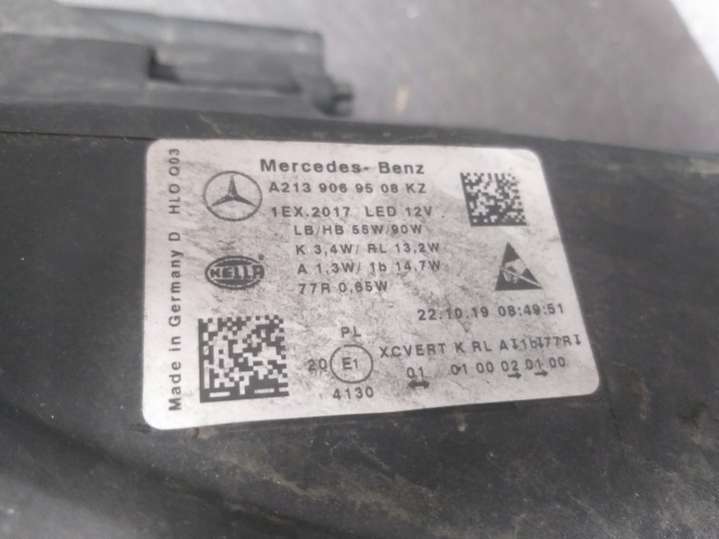 Mercedes-Benz
A213 906 95 08 KZ
1EX.2017 LED 12V
LB/HB 55W/90W
K 3,4W/ RL 13,2W
A 1,3W/ 1b 14,7W
77R 0,65W
HELLA
22.10.19 08:49:51
PL
20 E1 XCVERT K RL
4130 01 01 00 02 01 00
Made in Germany D HLO Q03